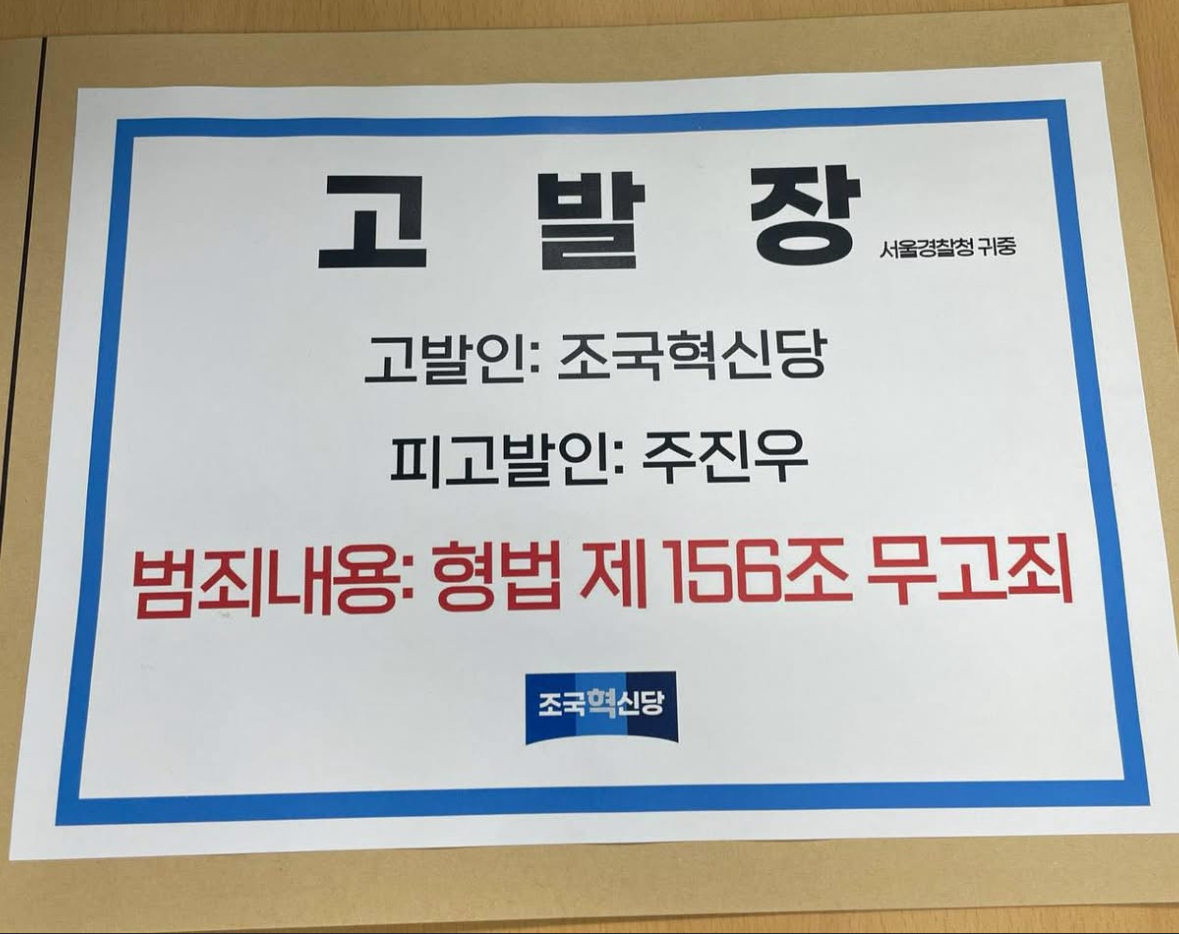 고 발 장
서울경찰청 귀중
고발인: 조국혁신당
피고발인: 주진우
범죄내용: 형법 제 156조 무고죄
조국혁신당